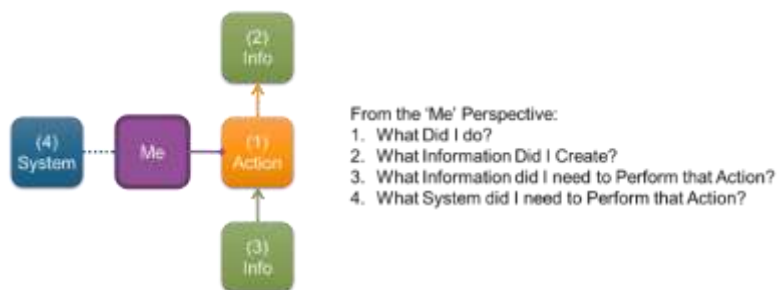 (2)
Info
(4)
System
Me
(1)
Action
(3)
Info
From the 'Me' Perspective:
1. What Did I do?
2. What Information Did I Create?
3. What Information did I need to Perform that Action?
4. What System did I need to Perform that Action?